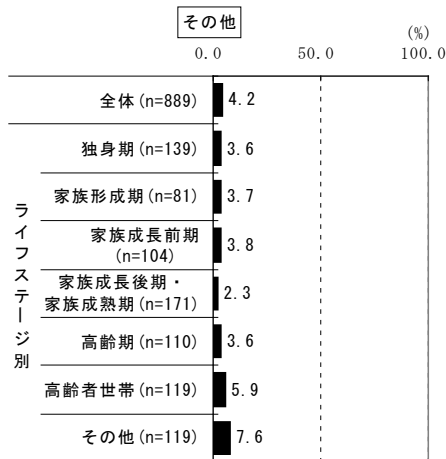 その他
(%)
0.0 50.0 100.0
全体(n=889) 4.2
ライフステージ別
独身期(n=139) 3.6
家族形成期(n=81) 3.7
家族成長前期
(n=104) 3.8
家族成長後期・
家族成熟期(n=171) 2.3
高齢期(n=110) 3.6
高齢者世帯(n=119) 5.9
その他(n=119) 7.6